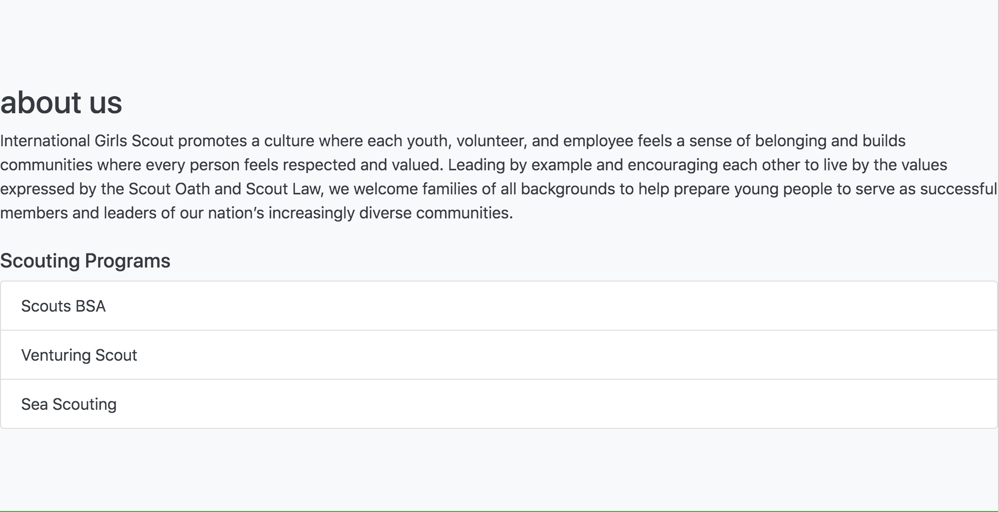 about us
International Girls Scout promotes a culture where each youth, volunteer, and employee feels a sense of belonging and builds
communities where every person feels respected and valued. Leading by example and encouraging each other to live by the values
expressed by the Scout Oath and Scout Law, we welcome families of all backgrounds to help prepare young people to serve as successful
members and leaders of our nation’s increasingly diverse communities.
Scouting Programs
Scouts BSA
Venturing Scout
Sea Scouting